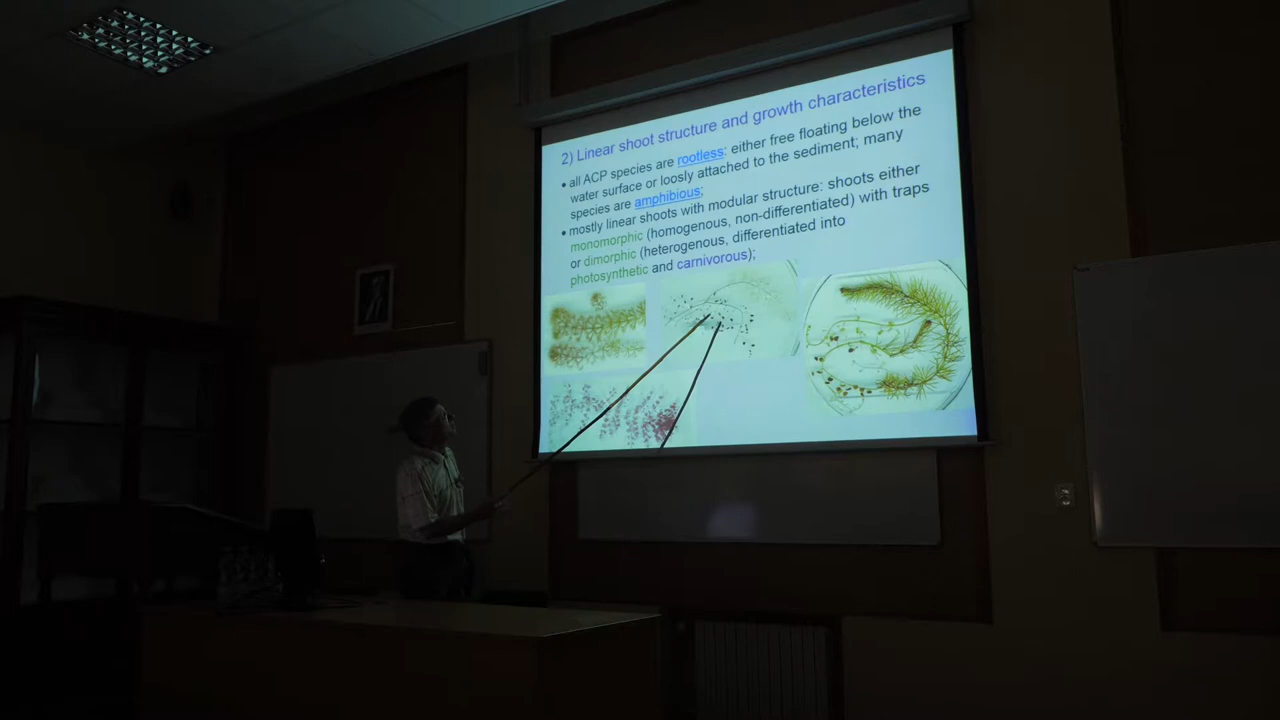 2) Linear shoot structure and growth characteristics
• all ACP species are rootless: either free floating below the
water surface or loosly attached to the sediment; many
species are amphibious;
• mostly linear shoots with modular structure: shoots either
monomorphic (homogenous, non-differentiated) with traps
or dimorphic (heterogenous, differentiated into
photosynthetic and carnivorous);